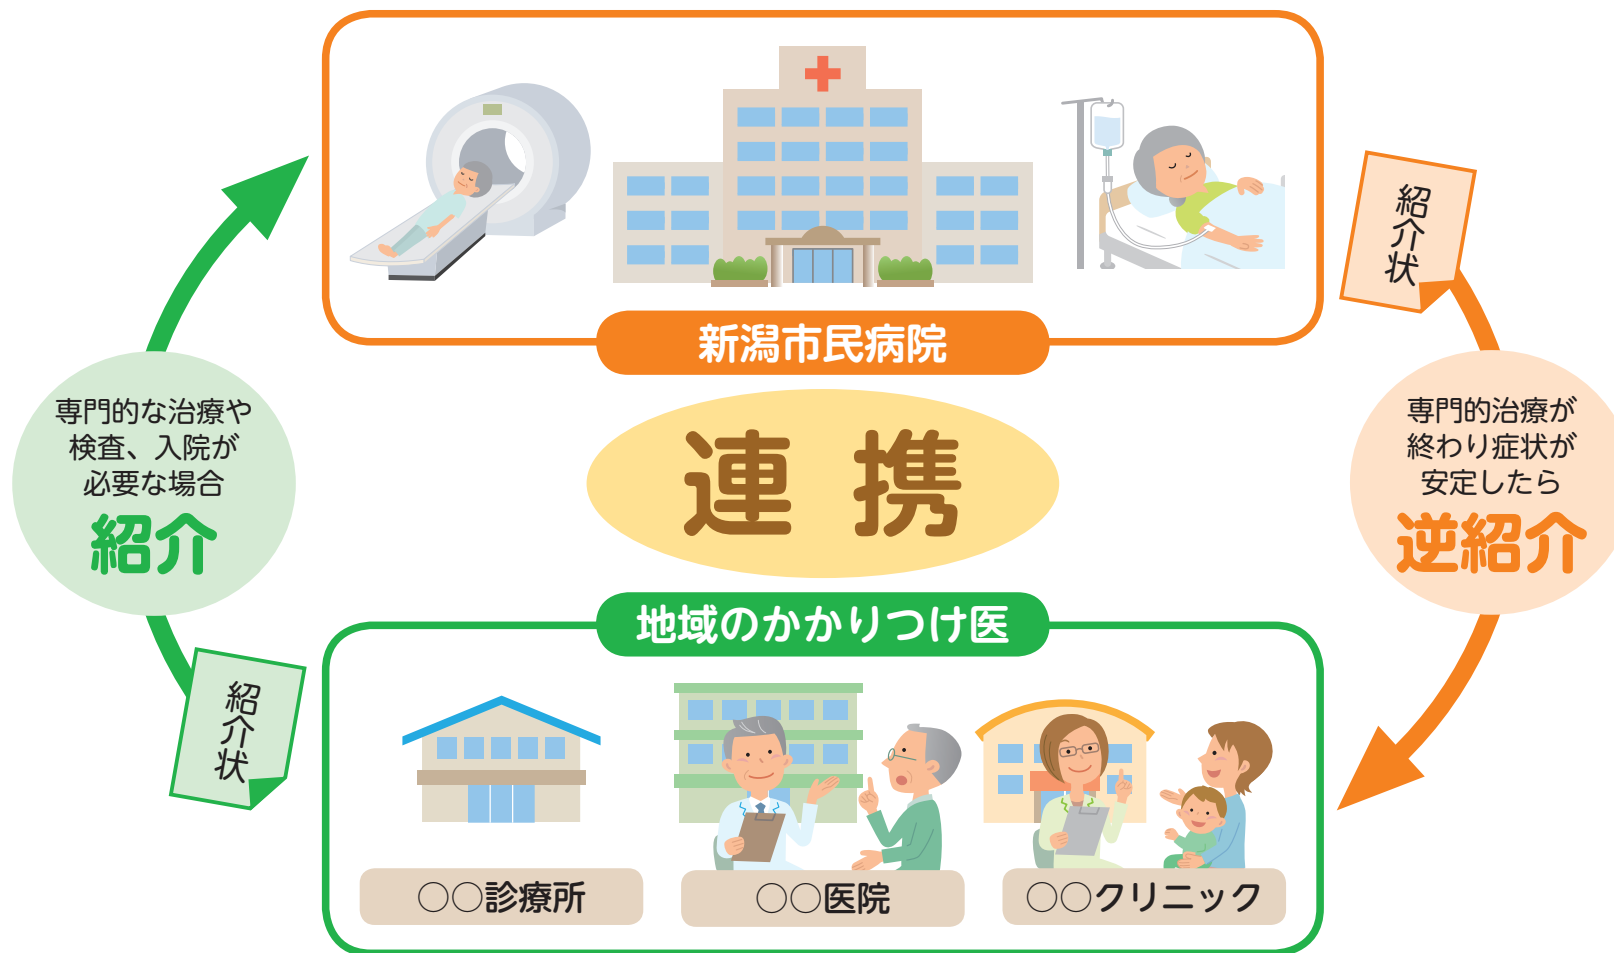 新潟市民病院
紹介状
専門的な治療や
検査、入院が
必要な場合
紹介
連携
専門的治療が
終わり症状が
安定したら
逆紹介
地域のかかりつけ医
紹介状
○○診療所
○○医院
○○クリニック